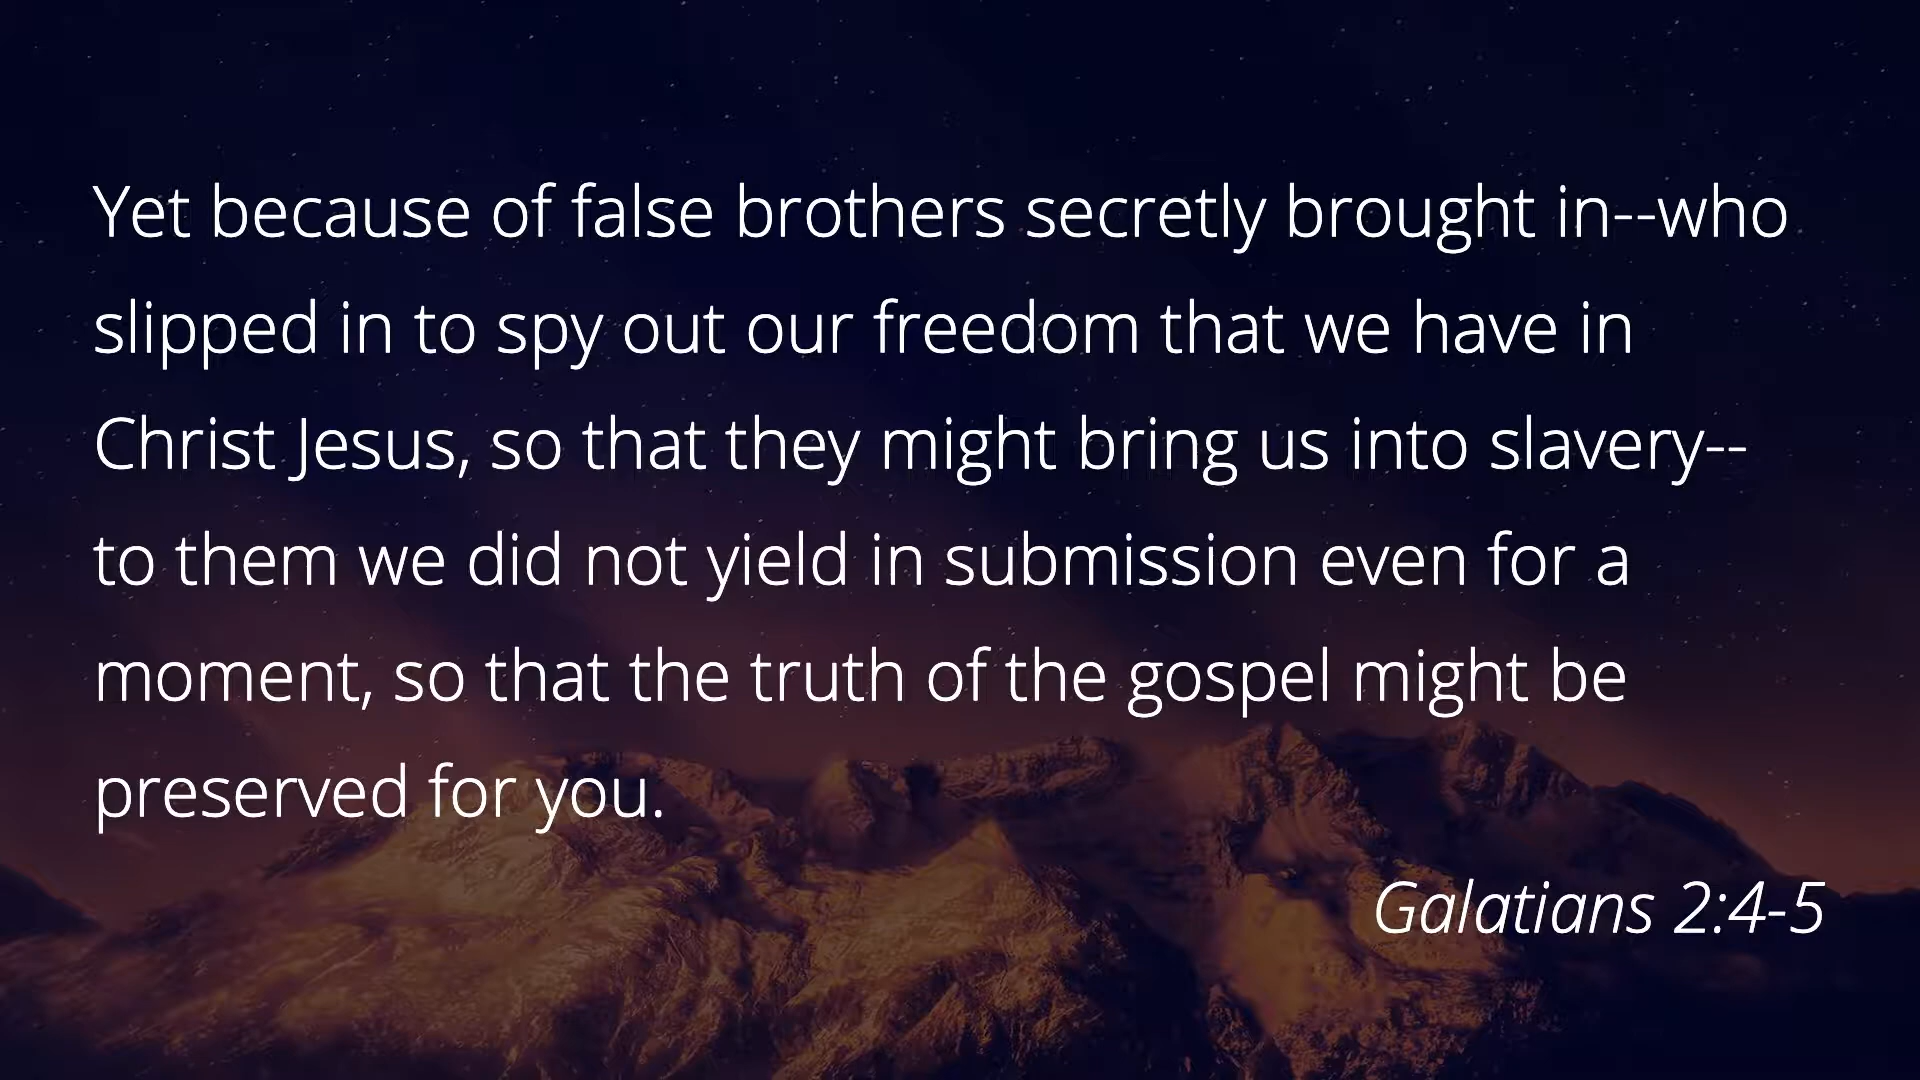 Yet because of false brothers secretly brought in--who
slipped in to spy out our freedom that we have in
Christ Jesus, so that they might bring us into slavery--
to them we did not yield in submission even for a
moment, so that the truth of the gospel might be
preserved for you.
Galatians 2:4-5